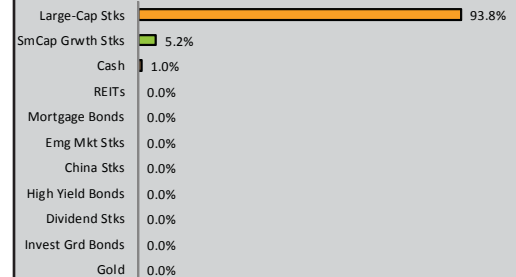 Large-Cap Stks 93.8%
SmCap Grwth Stks 5.2%
Cash 1.0%
REITs 0.0%
Mortgage Bonds 0.0%
Emg Mkt Stks 0.0%
China Stks 0.0%
High Yield Bonds 0.0%
Dividend Stks 0.0%
Invest Grd Bonds 0.0%
Gold 0.0%